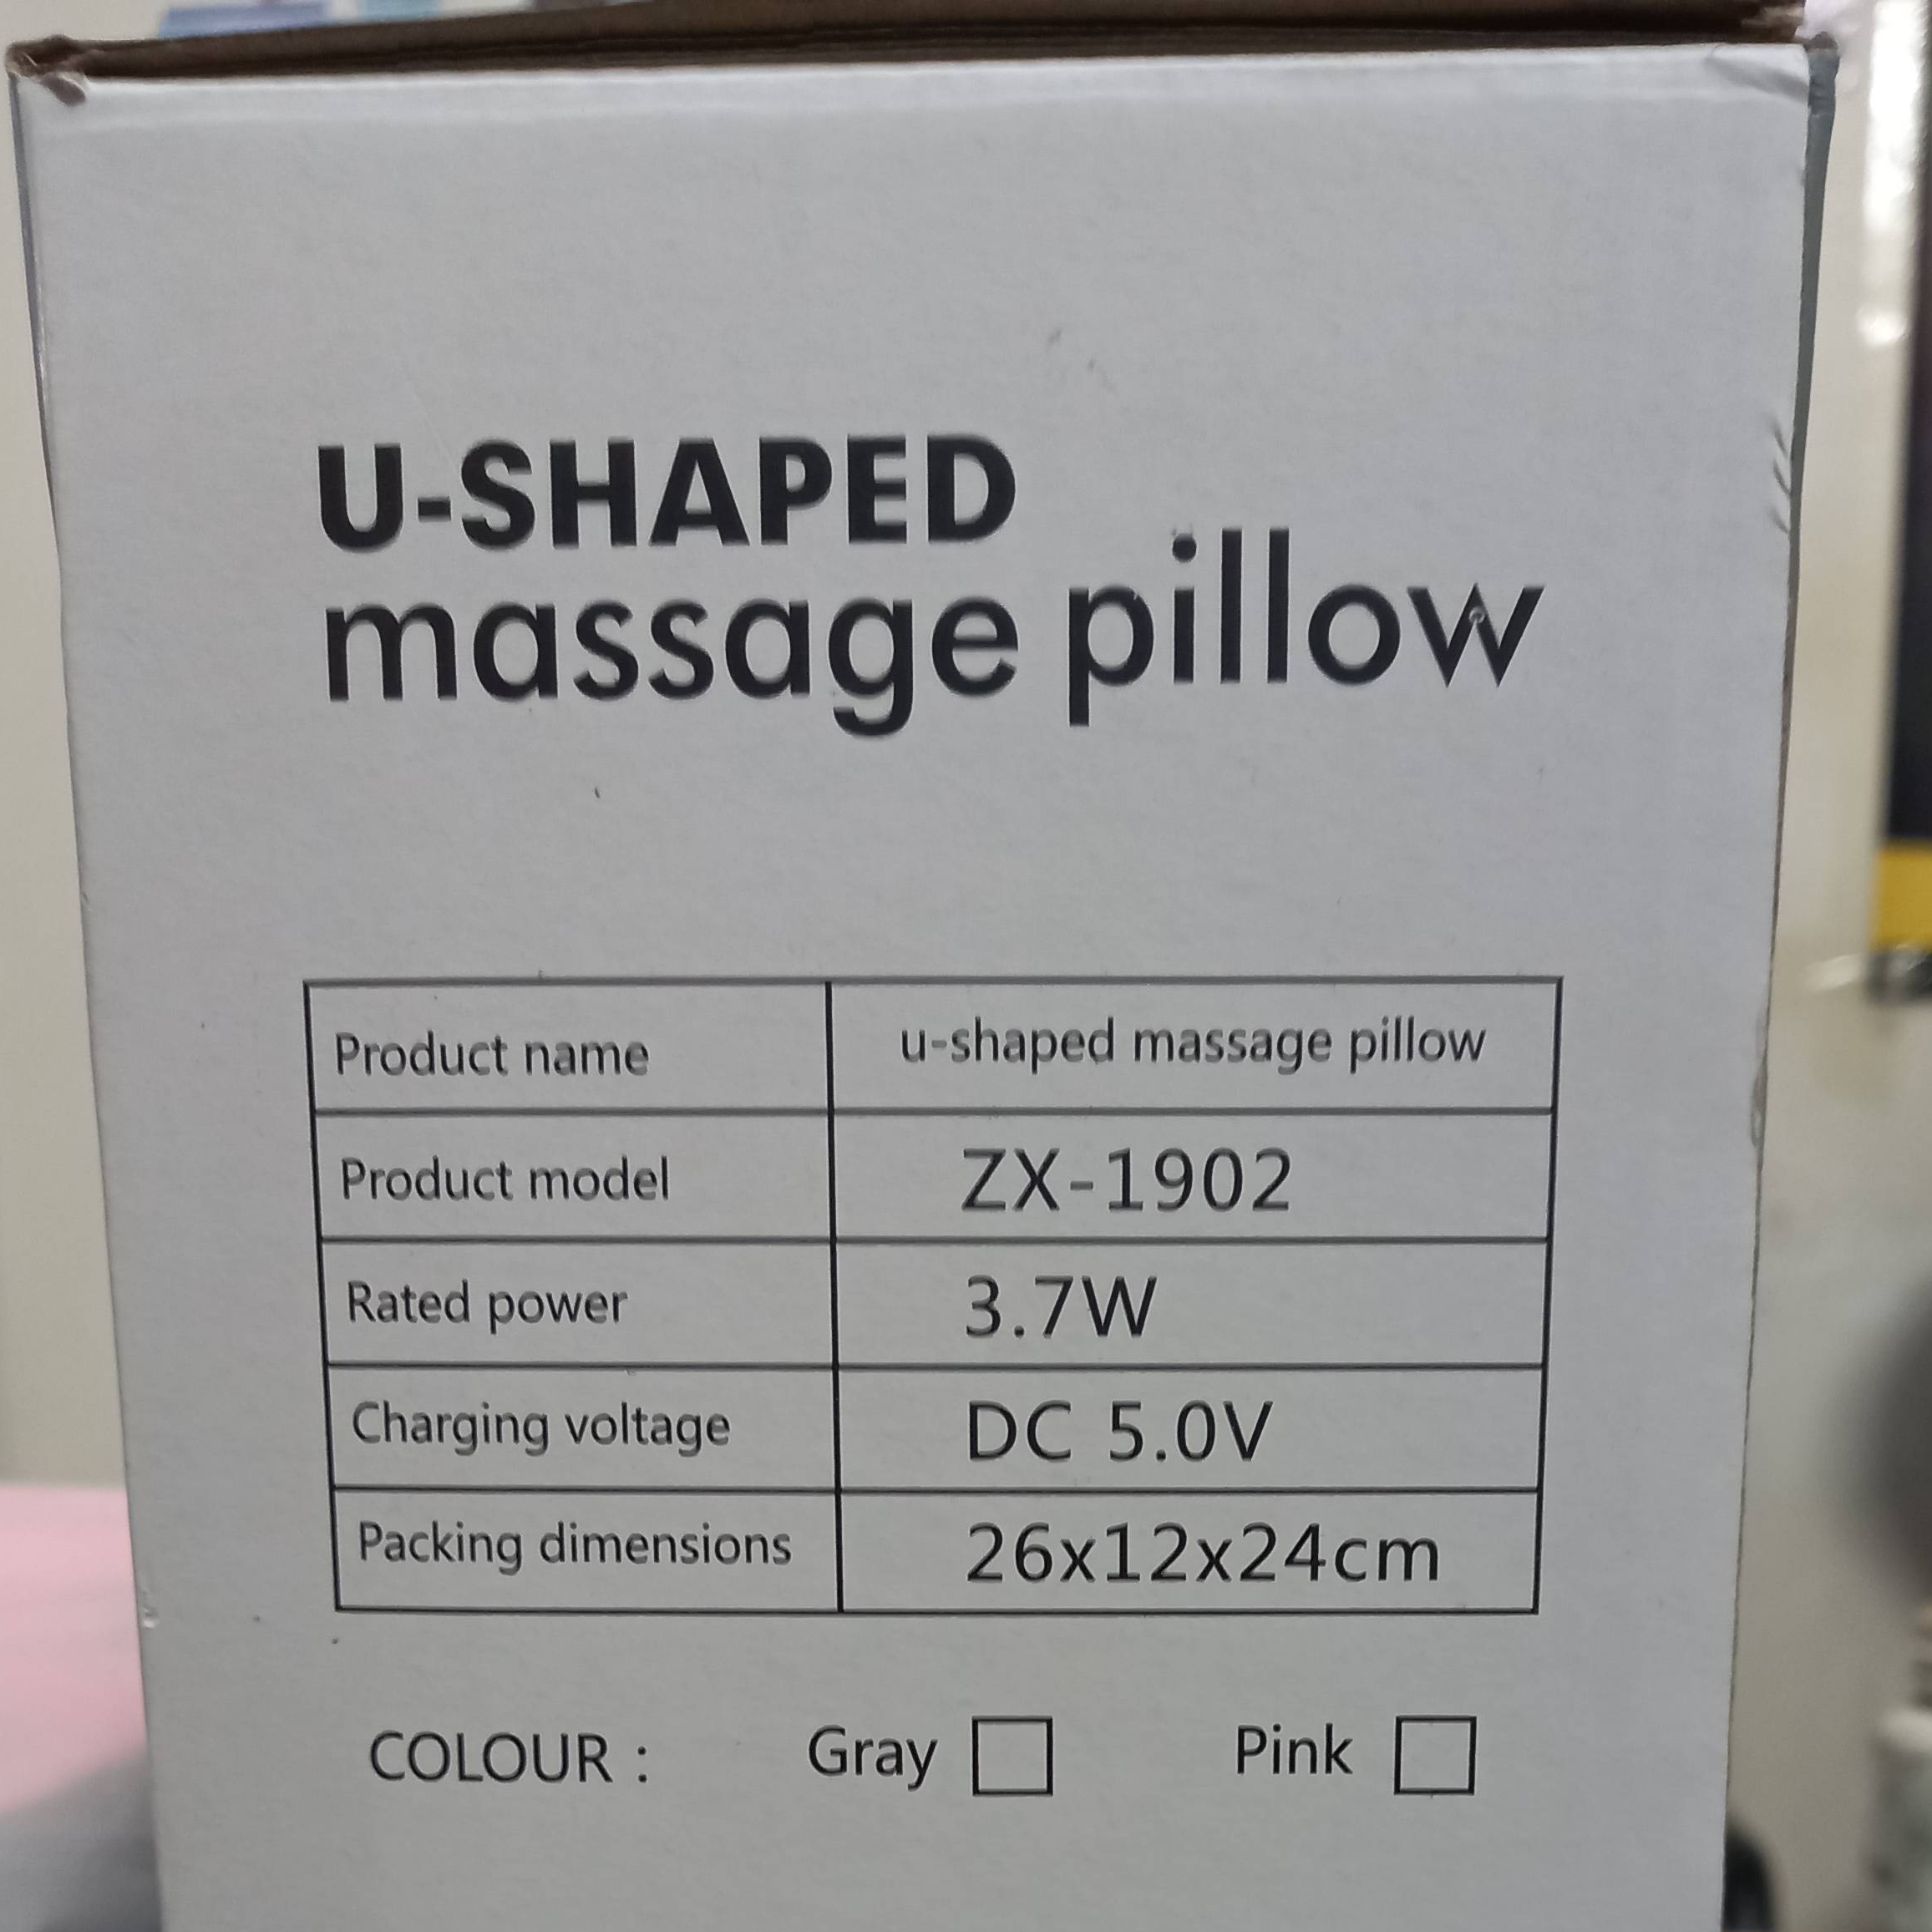 U-SHAPED
massage pillow
Product name u-shaped massage pillow
Product model ZX-1902
Rated power 3.7W
Charging voltage DC 5.0V
Packing dimensions 26x12x24cm
COLOUR : Gray Pink